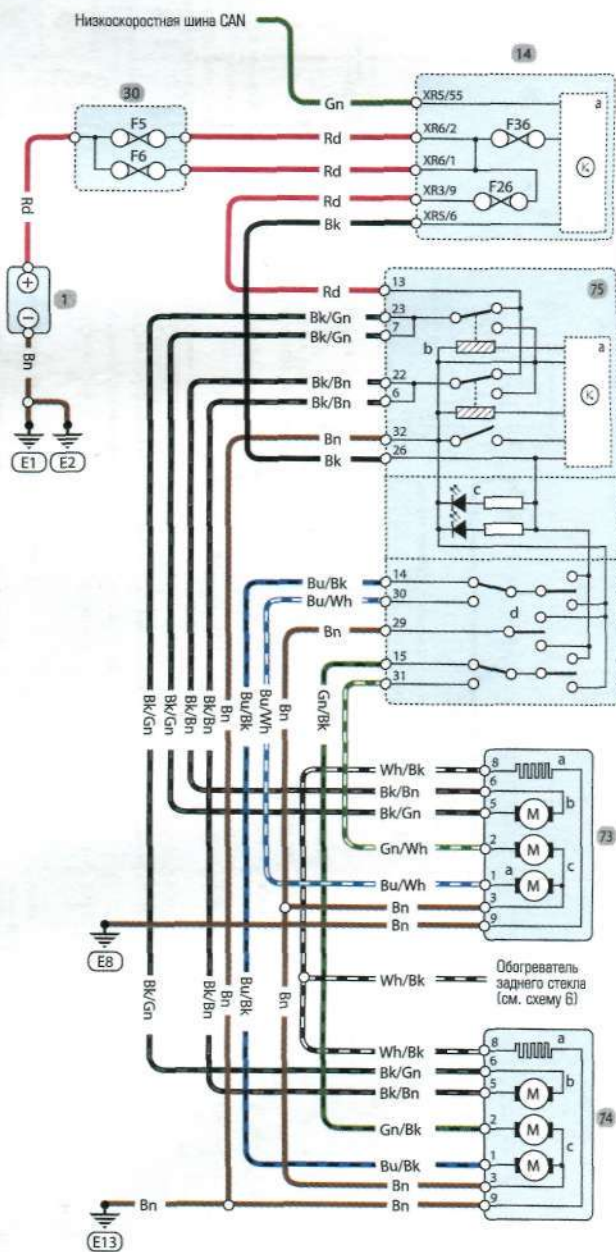 Низкоскоростная шина CAN
14
30
Gn
XR5/55
a
F5
Rd
XR6/2
F36
F6
Rd
XR6/1
Rd
XR3/9
F26
Bk
XR5/6
Rd
1
Bn
E1
E2
Rd
13
75
Bk/Gn
23
Bk/Gn
7
b
a
Bk/Bn
22
Bk/Bn
6
Bn
32
Bk
26
c
Bu/Bk
14
Bu/Wh
30
d
Bn
29
15
31
Bk/Gn
Bk/Gn
Bk/Bn
Bk/Bn
Bn
Bu/Bk
Bu/Wh
Bn
Gn/Bk
Wh/Bk
8
a
Bk/Bn
6
b
Bk/Gn
5
M
73
Gn/Wh
2
M
c
Bu/Wh
1
a
M
Bn
3
Bn
9
E8
Bk/Gn
Bk/Bn
Bn
Bu/Bk
Bn
Wh/Bk
Обогреватель
заднего стекла
(см. схему 6)
Wh/Bk
8
a
Bk/Gn
6
b
Bk/Bn
5
M
74
Gn/Bk
2
M
c
Bu/Bk
1
M
Bn
3
Bn
Bn
9
E13